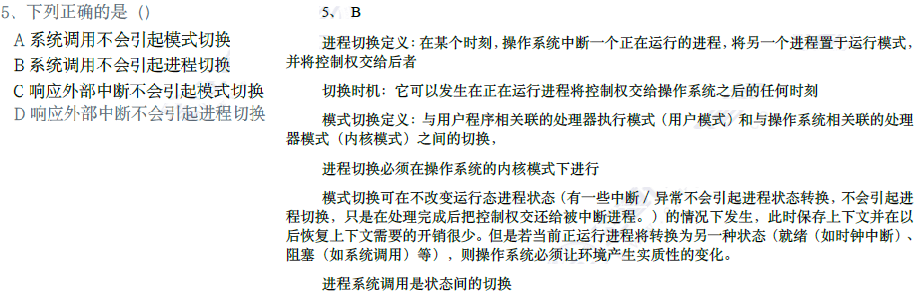 5、下列正确的是（）
A 系统调用不会引起模式切换
B 系统调用不会引起进程切换
C 响应外部中断不会引起模式切换
D 响应外部中断不会引起进程切换
5、 B
进程切换定义：在某个时刻，操作系统中断一个正在运行的进程，将另一个进程置于运行模式，
并将控制权交给后者
切换时机：它可以发生在正在运行进程将控制权交给操作系统之后的任何时刻
模式切换定义：与用户程序相关联的处理器执行模式（用户模式）和与操作系统相关联的处理
器模式（内核模式）之间的切换，
进程切换必须在操作系统的内核模式下进行
模式切换可在不改变运行态进程状态（有一些中断/异常不会引起进程状态转换，不会引起进
程切换，只是在处理完成后把控制权交还给被中断进程。）的情况下发生，此时保存上下文并在以
后恢复上下文需要的开销很少。但是若当前正运行进程将转换为另一种状态（就绪（如时钟中断）、
阻塞（如系统调用）等），则操作系统必须让环境产生实质性的变化。
进程系统调用是状态间的切换